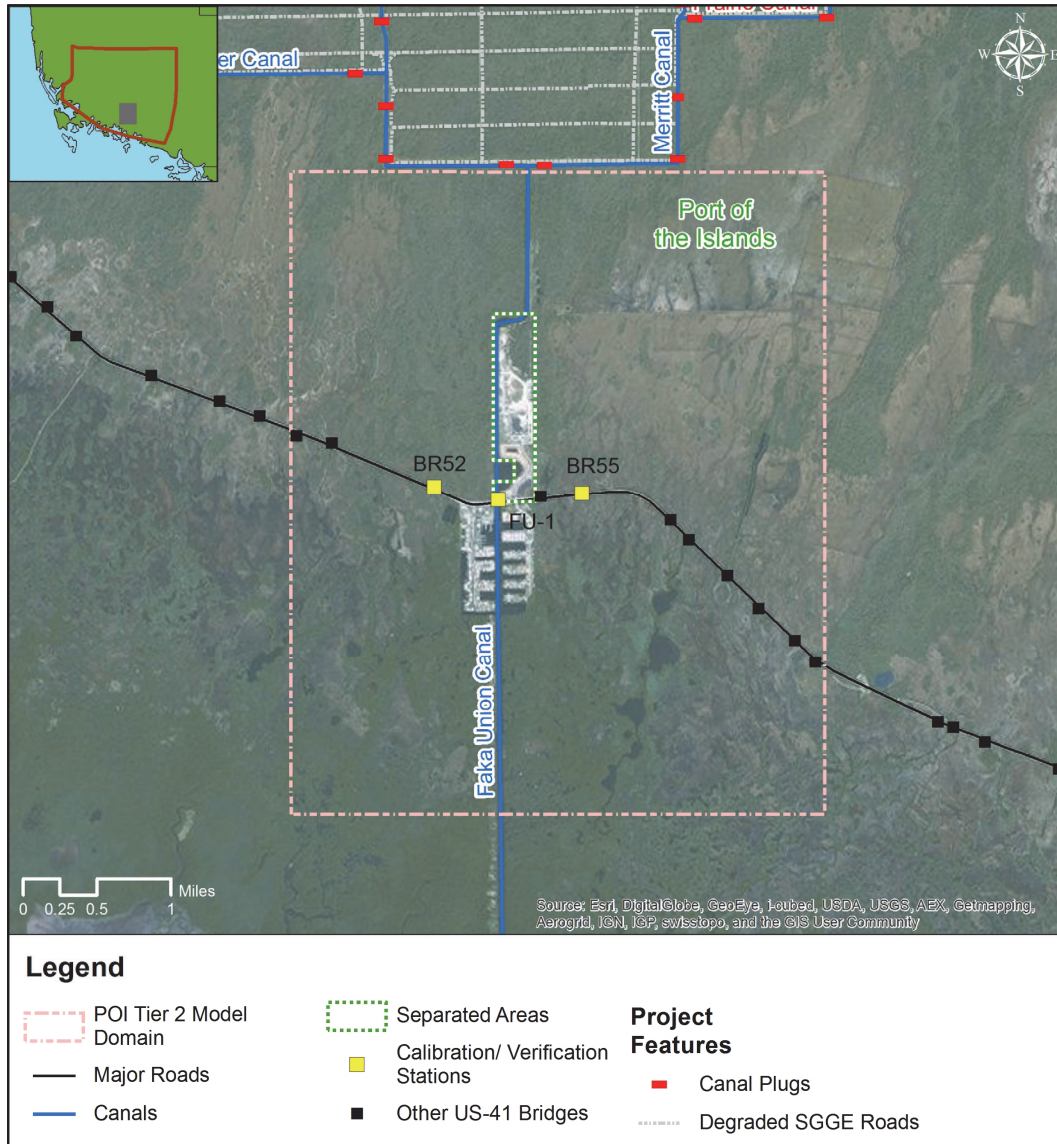 Prairie Canal
N
W E
S
er Canal
Merritt Canal
Port of
the Islands
BR52
BR55
FU-1
Faka Union Canal
Miles
0 0.25 0.5 1
Source: Esri, DigitalGlobe, GeoEye, i-cubed, USDA, USGS, AEX, Getmapping,
Aerogrid, IGN, IGP, swisstopo, and the GIS User Community
Legend
POI Tier 2 Model
Domain
Major Roads
Canals
Separated Areas
Calibration/ Verification
Stations
Other US-41 Bridges
Project
Features
Canal Plugs
Degraded SGGE Roads